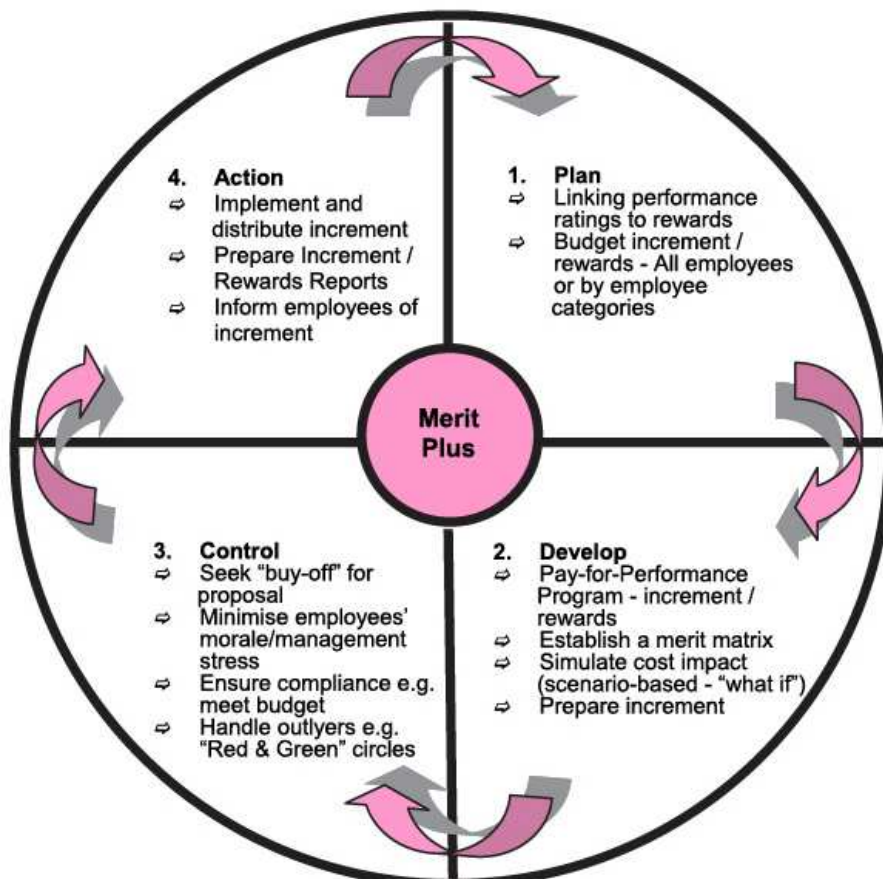 1. Plan
⇨ Linking performance
ratings to rewards
⇨ Budget increment /
rewards - All employees
or by employee
categories
2. Develop
⇨ Pay-for-Performance
Program - increment /
rewards
⇨ Establish a merit matrix
⇨ Simulate cost impact
(scenario-based - “what if”)
⇨ Prepare increment
3. Control
⇨ Seek “buy-off” for
proposal
⇨ Minimise employees’
morale/management
stress
⇨ Ensure compliance e.g.
meet budget
⇨ Handle outlyers e.g.
“Red & Green” circles
4. Action
⇨ Implement and
distribute increment
⇨ Prepare Increment /
Rewards Reports
⇨ Inform employees of
increment
Merit
Plus